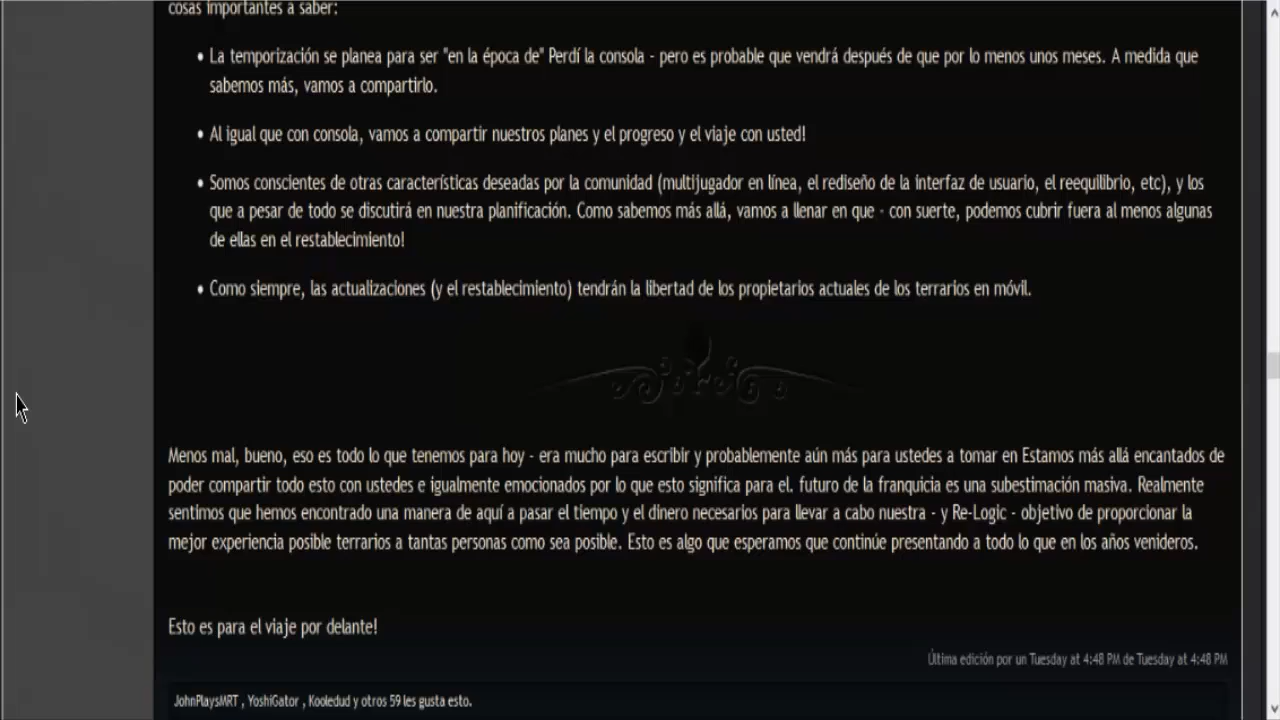 cosas importantes a saber:
• La temporización se planea para ser "en la época de" Perdí la consola - pero es probable que vendrá después de que por lo menos unos meses. A medida que
sabemos más, vamos a compartirlo.
• Al igual que con consola, vamos a compartir nuestros planes y el progreso y el viaje con usted!
• Somos conscientes de otras características deseadas por la comunidad (multijugador en línea, el rediseño de la interfaz de usuario, el reequilibrio, etc), y los
que a pesar de todo se discutirá en nuestra planificación. Como sabemos más allá, vamos a llenar en que - con suerte, podemos cubrir fuera al menos algunas
de ellas en el restablecimiento!
• Como siempre, las actualizaciones (y el restablecimiento) tendrán la libertad de los propietarios actuales de los terrarios en móvil.
Menos mal, bueno, eso es todo lo que tenemos para hoy - era mucho para escribir y probablemente aún más para ustedes a tomar en Estamos más allá encantados de
poder compartir todo esto con ustedes e igualmente emocionados por lo que esto significa para el. futuro de la franquicia es una subestimación masiva. Realmente
sentimos que hemos encontrado una manera de aquí a pasar el tiempo y el dinero necesarios para llevar a cabo nuestra - y Re-Logic - objetivo de proporcionar la
mejor experiencia posible terrarios a tantas personas como sea posible. Esto es algo que esperamos que continúe presentando a todo lo que en los años venideros.
Esto es para el viaje por delante!
Última edición por un Tuesday at 4:48 PM de Tuesday at 4:48 PM
JohnPlaysMRT , YoshiGator , Kooledud y otros 59 les gusta esto.